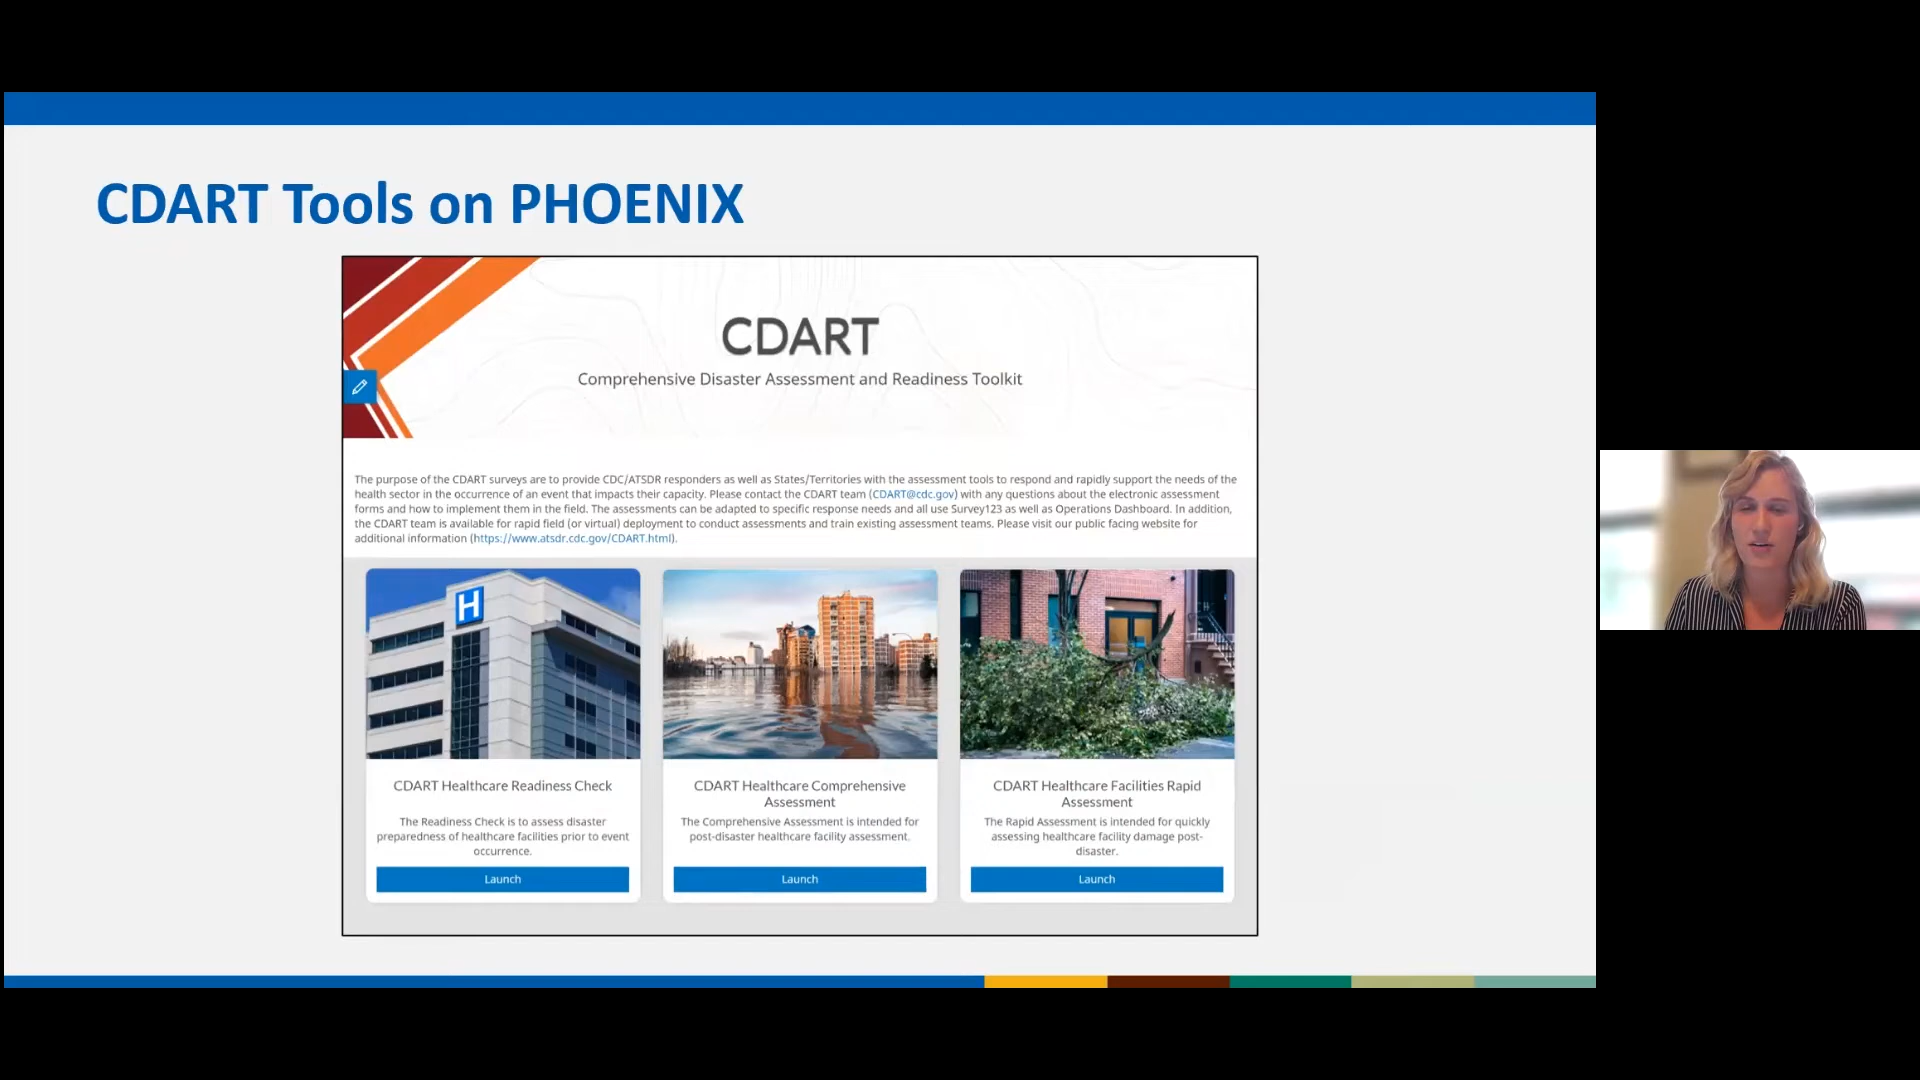 CDART Tools on PHOENIX
CDART
Comprehensive Disaster Assessment and Readiness Toolkit
The purpose of the CDART surveys are to provide CDC/ATSDR responders as well as States/Territories with the assessment tools to respond and rapidly support the needs of the
health sector in the occurrence of an event that impacts their capacity. Please contact the CDART team (CDART@cdc.gov) with any questions about the electronic assessment
forms and how to implement them in the field. The assessments can be adapted to specific response needs and all use Survey123 as well as Operations Dashboard. In addition,
the CDART team is available for rapid field (or virtual) deployment to conduct assessments and train existing assessment teams. Please visit our public facing website for
additional information (https://www.atsdr.cdc.gov/CDART.html).
H
CDART Healthcare Readiness Check
The Readiness Check is to assess disaster
preparedness of healthcare facilities prior to event
occurrence.
Launch
CDART Healthcare Comprehensive
Assessment
The Comprehensive Assessment is intended for
post-disaster healthcare facility assessment.
Launch
CDART Healthcare Facilities Rapid
Assessment
The Rapid Assessment is intended for quickly
assessing healthcare facility damage post-
disaster.
Launch